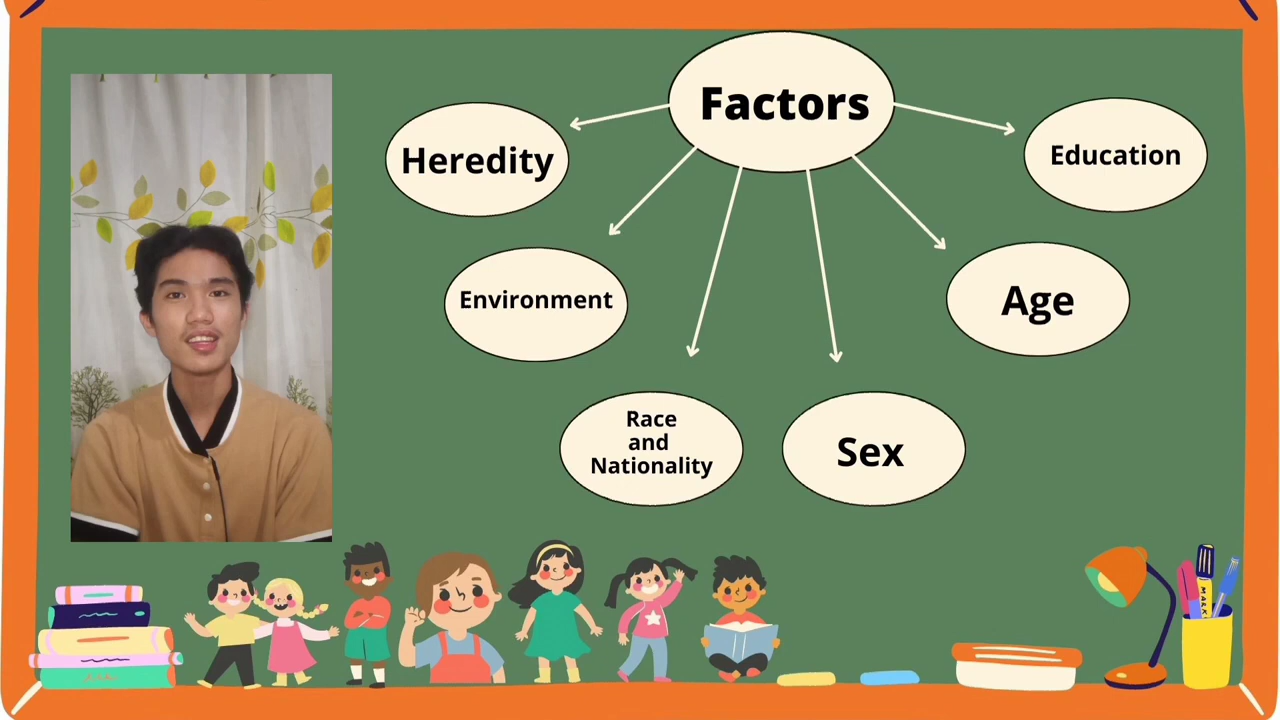 Factors
Heredity
Education
Environment
Age
Race
and
Nationality
Sex